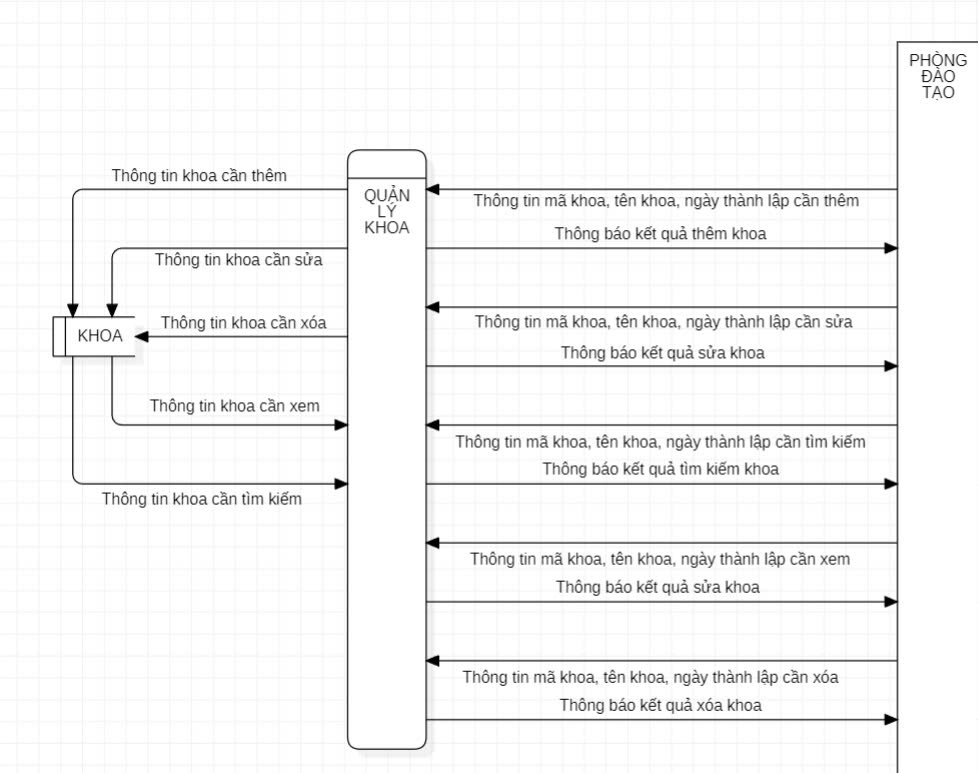 PHÒNG
ĐÀO
TẠO
Thông tin khoa cần thêm
QUẢN
LÝ
KHOA
Thông tin mã khoa, tên khoa, ngày thành lập cần thêm
Thông báo kết quả thêm khoa
Thông tin khoa cần sửa
Thông tin khoa cần xóa
Thông tin mã khoa, tên khoa, ngày thành lập cần sửa
KHOA
Thông báo kết quả sửa khoa
Thông tin khoa cần xem
Thông tin mã khoa, tên khoa, ngày thành lập cần tìm kiếm
Thông báo kết quả tìm kiếm khoa
Thông tin khoa cần tìm kiếm
Thông tin mã khoa, tên khoa, ngày thành lập cần xem
Thông báo kết quả sửa khoa
Thông tin mã khoa, tên khoa, ngày thành lập cần xóa
Thông báo kết quả xóa khoa